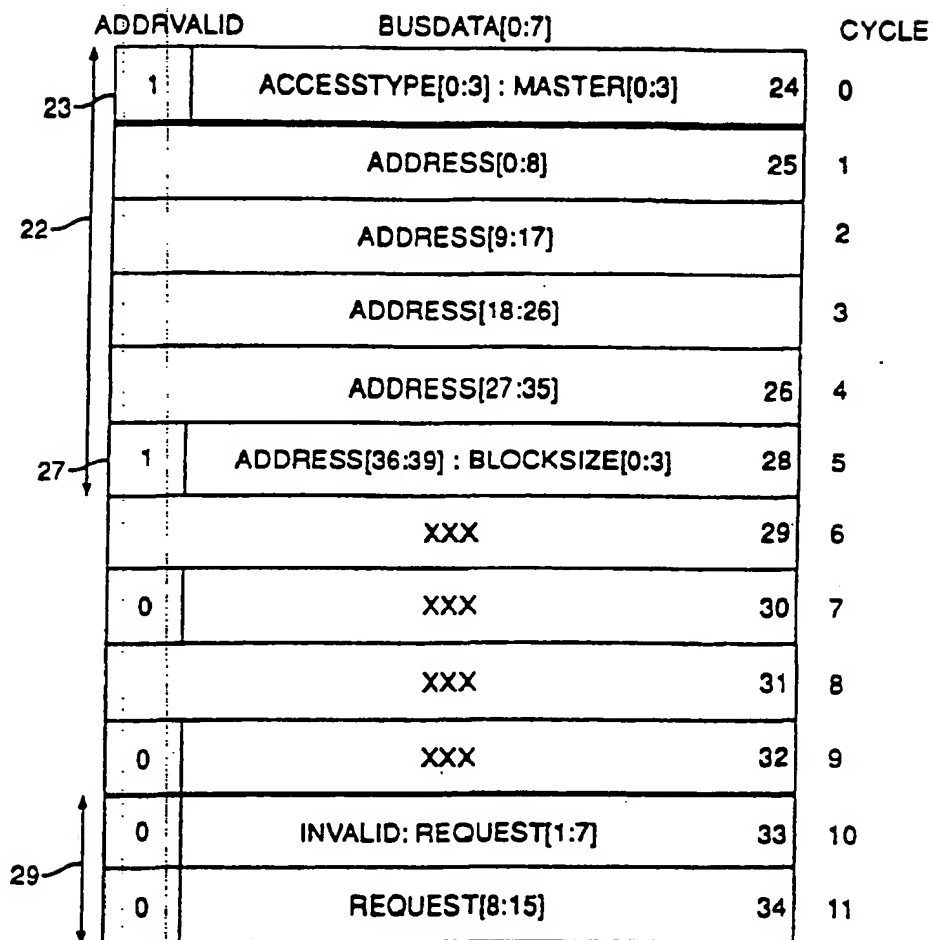 ADDRVALID BUSDATA[0:7] CYCLE
1 ACCESSTYPE[0:3] : MASTER[0:3] 24 0
23
ADDRESS[0:8] 25 1
22
ADDRESS[9:17] 2
ADDRESS[18:26] 3
ADDRESS[27:35] 26 4
27
1 ADDRESS[36:39] : BLOCKSIZE[0:3] 28 5
XXX 29 6
0 XXX 30 7
XXX 31 8
0 XXX 32 9
0 INVALID: REQUEST[1:7] 33 10
29
0 REQUEST[8:15] 34 11